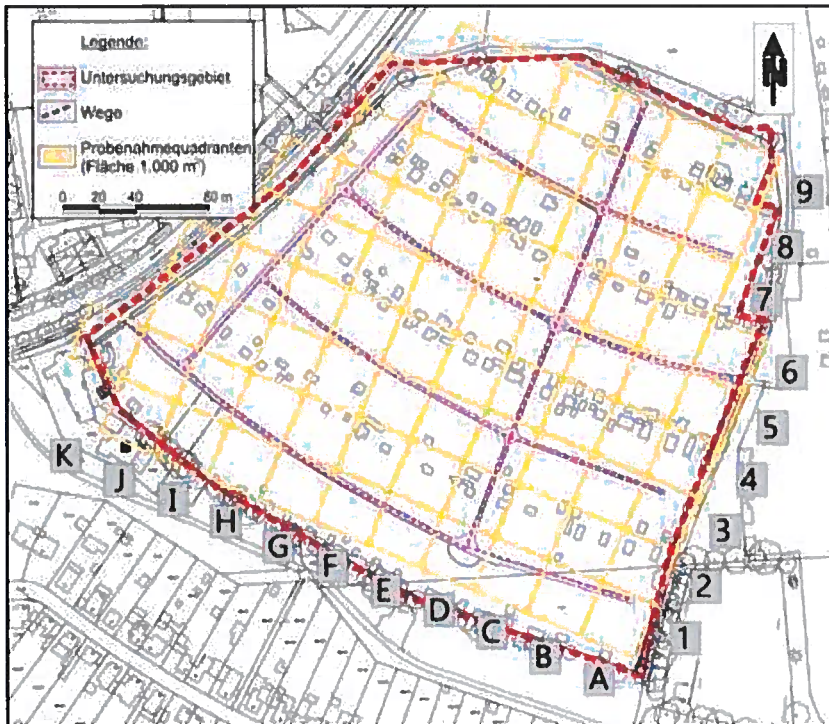 Legende:
Untersuchungsgebiet
Wege
Probenahmequadranten
(Fläche 1.000 m²)
0 20 40 80 m
N
9
8
7
6
5
4
3
2
1
K
J
I
H
G
F
E
D
C
B
A